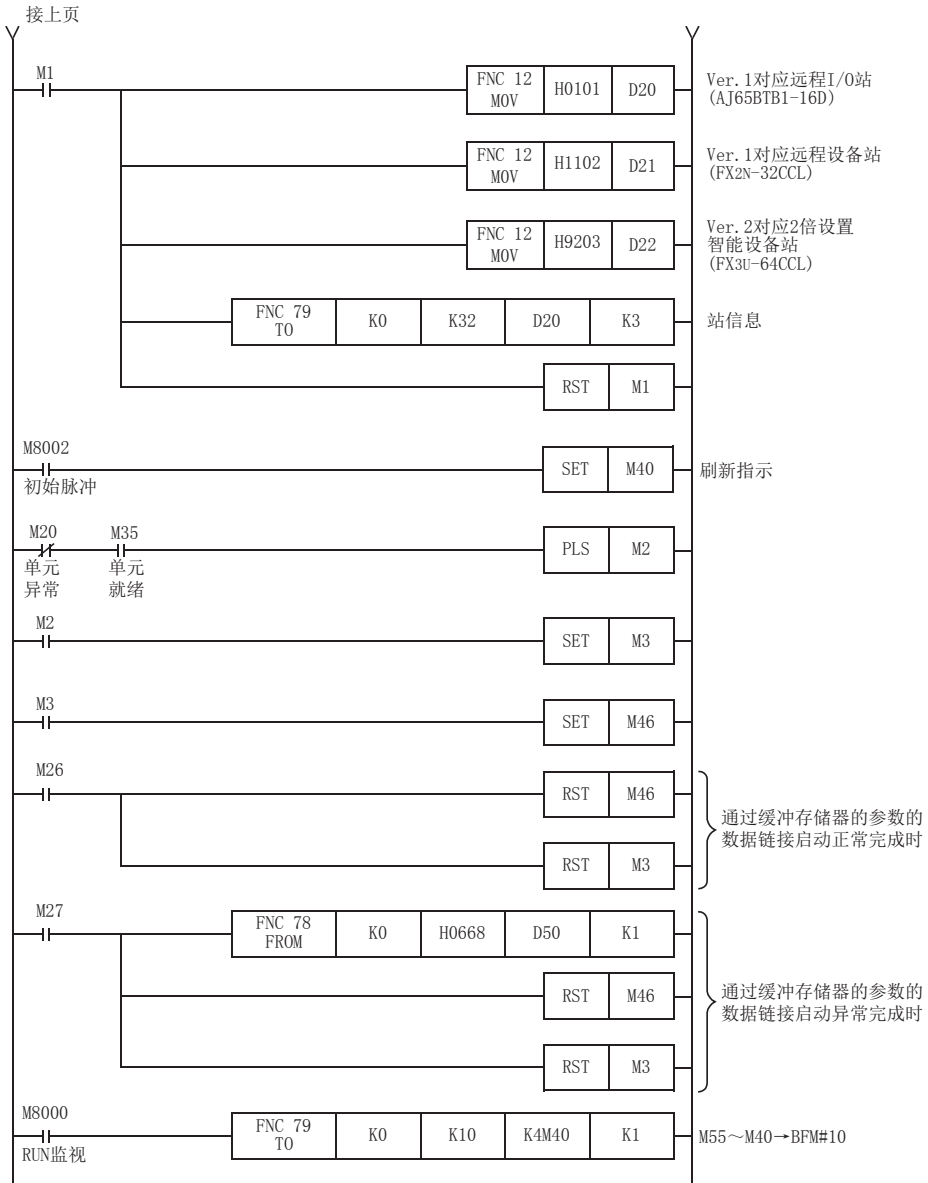 接上页
M1
FNC 12
MOV
H0101
D20
Ver.1对应远程I/O站
(AJ65BTB1-16D)
FNC 12
MOV
H1102
D21
Ver.1对应远程设备站
(FX2N-32CCL)
FNC 12
MOV
H9203
D22
Ver.2对应2倍设置
智能设备站
(FX3U-64CCL)
FNC 79
TO
K0
K32
D20
K3
站信息
RST
M1
M8002
初始脉冲
SET
M40
刷新指示
M20
单元
异常
M35
单元
就绪
PLS
M2
M2
SET
M3
M3
SET
M46
M26
RST
M46
RST
M3
通过缓冲存储器的参数的
数据链接启动正常完成时
M27
FNC 78
FROM
K0
H0668
D50
K1
RST
M46
RST
M3
通过缓冲存储器的参数的
数据链接启动异常完成时
M8000
RUN监视
FNC 79
TO
K0
K10
K4M40
K1
M55～M40→BFM#10